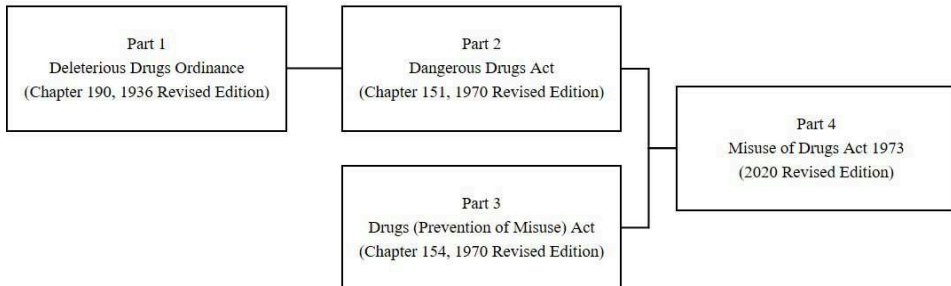 Part 1
Deleterious Drugs Ordinance
(Chapter 190, 1936 Revised Edition)
Part 2
Dangerous Drugs Act
(Chapter 151, 1970 Revised Edition)
Part 3
Drugs (Prevention of Misuse) Act
(Chapter 154, 1970 Revised Edition)
Part 4
Misuse of Drugs Act 1973
(2020 Revised Edition)